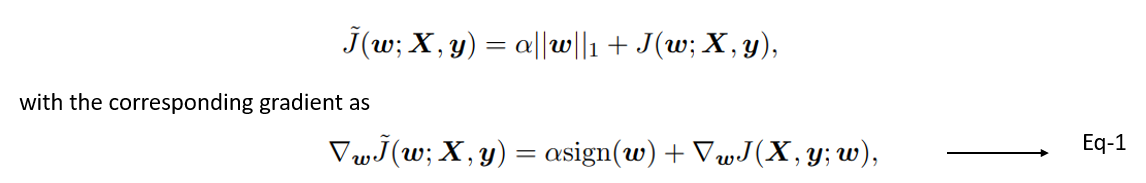 J̃(w; X, y) = α||w||₁ + J(w; X, y),
with the corresponding gradient as
∇_w J̃(w; X, y) = αsign(w) + ∇_w J(X, y; w), ⟶ Eq-1